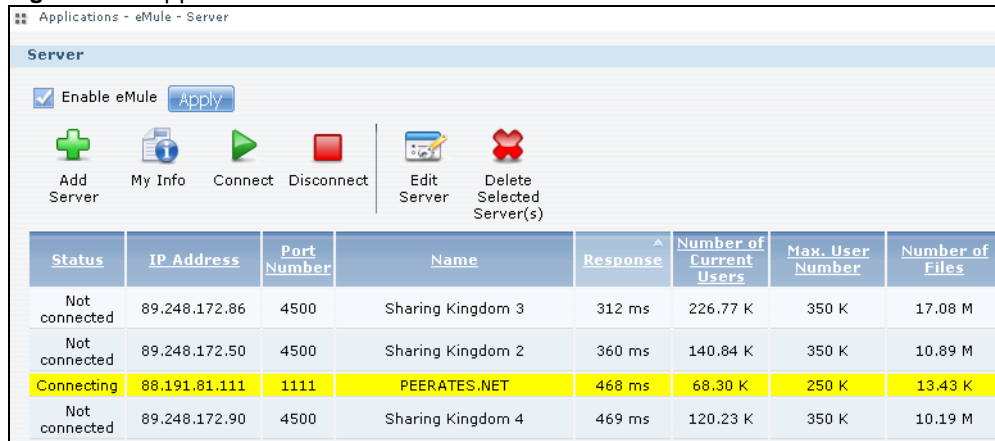 Applications - eMule - Server
Server
Enable eMule Apply
Add Server
My Info
Connect
Disconnect
Edit Server
Delete Selected Server(s)
Status IP Address Port Number Name Response Number of Current Users Max. User Number Number of Files
Not connected 89.248.172.86 4500 Sharing Kingdom 3 312 ms 226.77 K 350 K 17.08 M
Not connected 89.248.172.50 4500 Sharing Kingdom 2 360 ms 140.84 K 350 K 10.89 M
Connecting 88.191.81.111 1111 PEERATES.NET 468 ms 68.30 K 250 K 13.43 K
Not connected 89.248.172.90 4500 Sharing Kingdom 4 469 ms 120.23 K 350 K 10.19 M